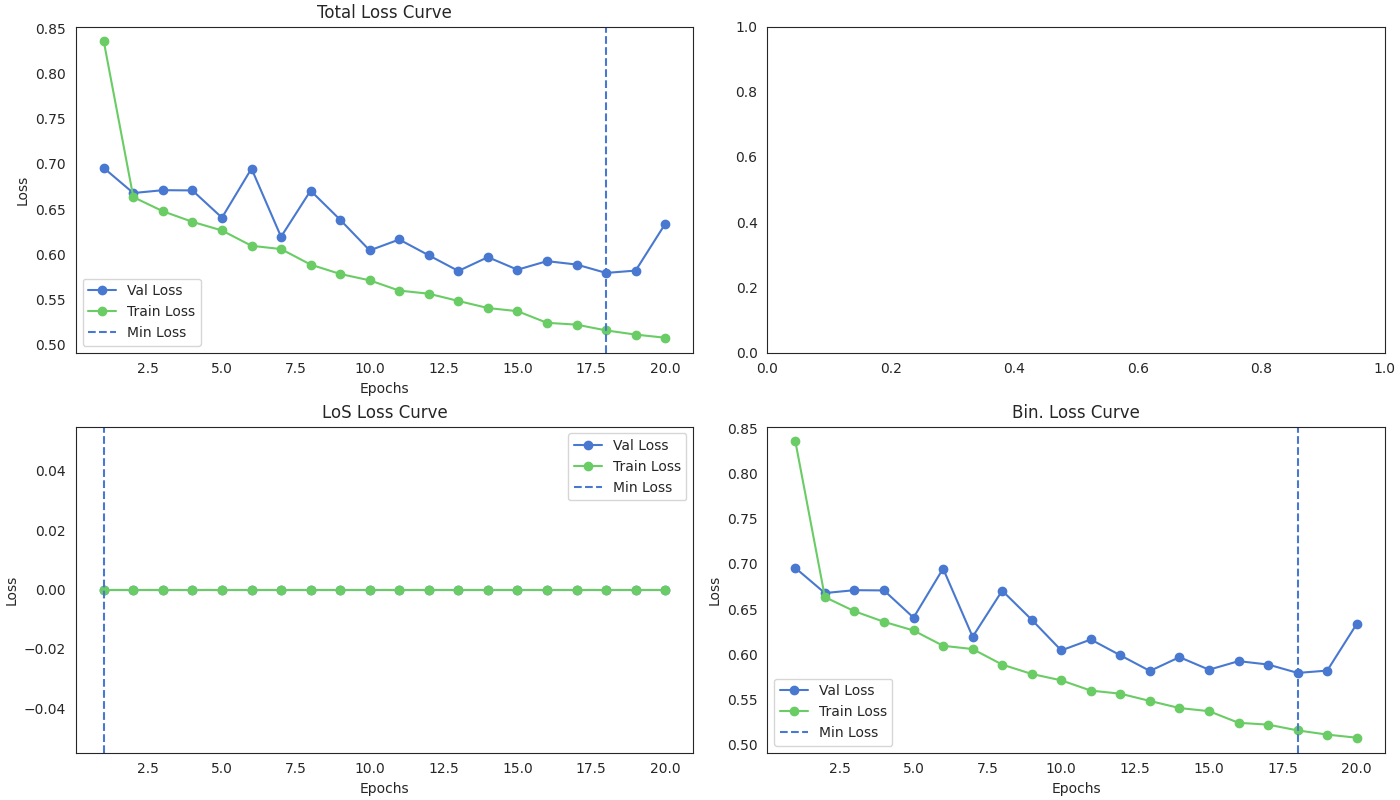 Total Loss Curve
0.85
0.80
0.75
0.70
0.65
0.60
0.55
0.50
Loss
Val Loss
Train Loss
Min Loss
2.5 5.0 7.5 10.0 12.5 15.0 17.5 20.0
Epochs
1.0
0.8
0.6
0.4
0.2
0.0
0.0 0.2 0.4 0.6 0.8 1.0
LoS Loss Curve
0.04
0.02
0.00
−0.02
−0.04
Loss
Val Loss
Train Loss
Min Loss
2.5 5.0 7.5 10.0 12.5 15.0 17.5 20.0
Epochs
Bin. Loss Curve
0.85
0.80
0.75
0.70
0.65
0.60
0.55
0.50
Loss
Val Loss
Train Loss
Min Loss
2.5 5.0 7.5 10.0 12.5 15.0 17.5 20.0
Epochs